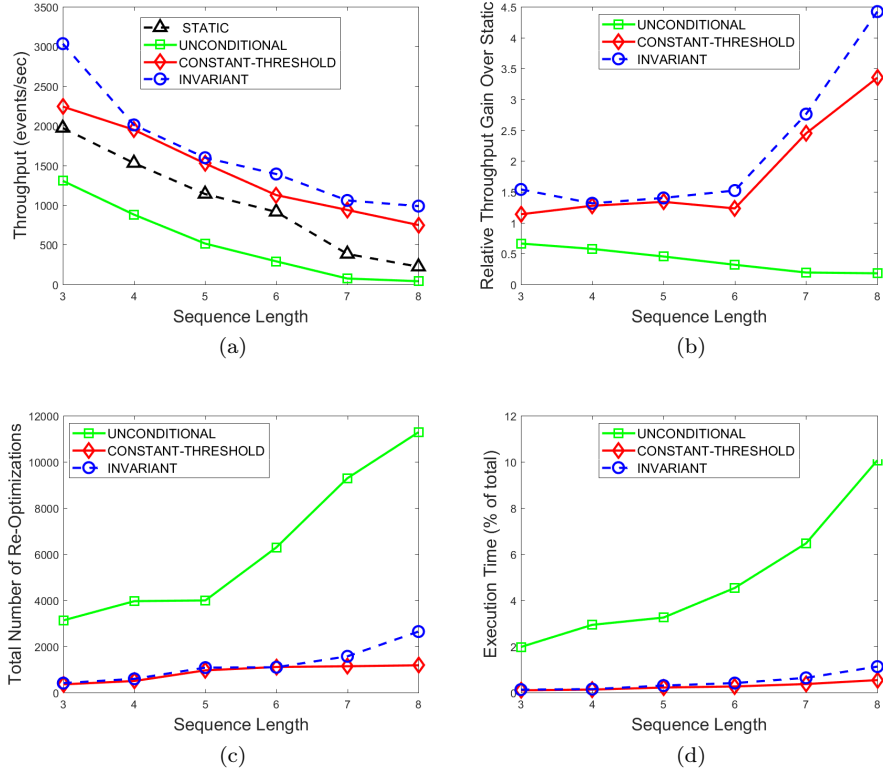 3500
3000
2500
2000
1500
1000
500
0
3 4 5 6 7 8
Throughput (events/sec)
Sequence Length
STATIC
UNCONDITIONAL
CONSTANT-THRESHOLD
INVARIANT
(a)
4.5
4
3.5
3
2.5
2
1.5
1
0.5
0
3 4 5 6 7 8
Relative Throughput Gain Over Static
Sequence Length
UNCONDITIONAL
CONSTANT-THRESHOLD
INVARIANT
(b)
12000
10000
8000
6000
4000
2000
0
3 4 5 6 7 8
Total Number of Re-Optimizations
Sequence Length
UNCONDITIONAL
CONSTANT-THRESHOLD
INVARIANT
(c)
12
10
8
6
4
2
0
3 4 5 6 7 8
Execution Time (% of total)
Sequence Length
UNCONDITIONAL
CONSTANT-THRESHOLD
INVARIANT
(d)